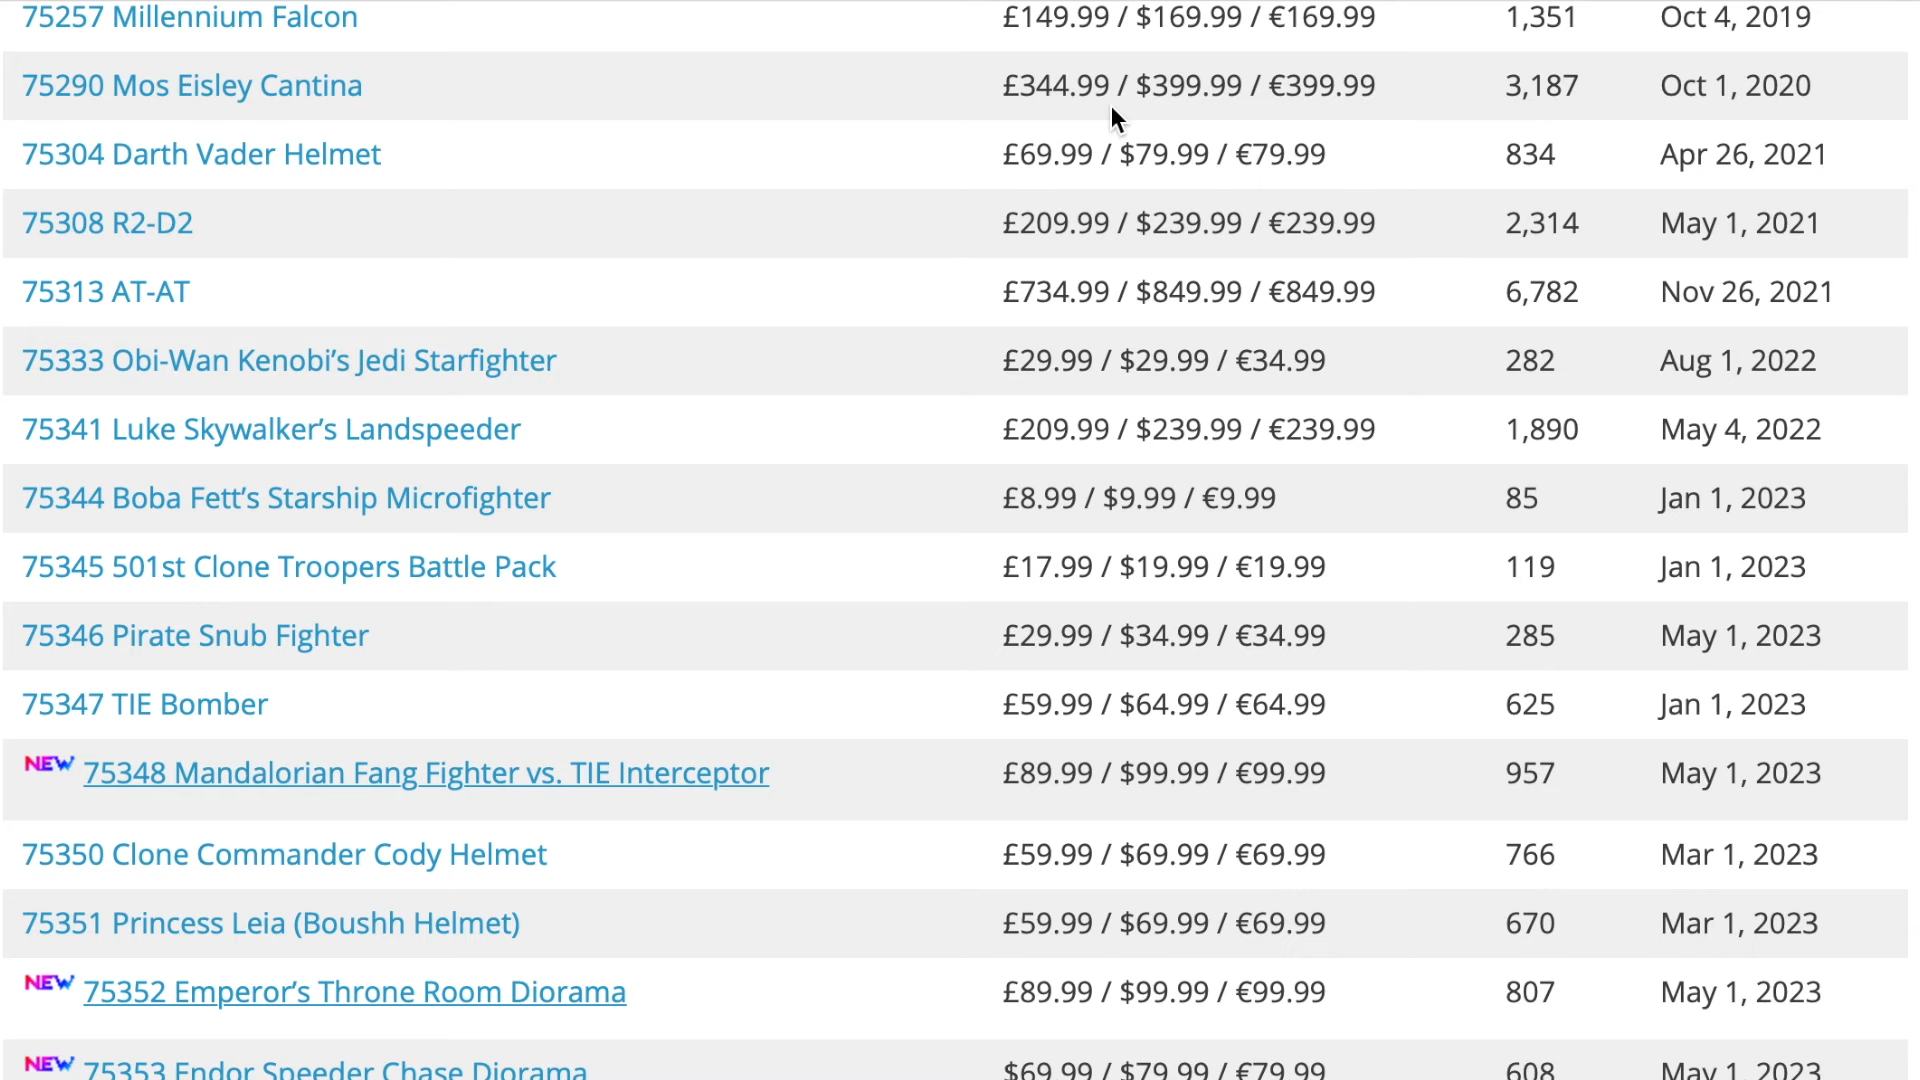 75257 Millennium Falcon £149.99 / $169.99 / €169.99 1,351 Oct 4, 2019
75290 Mos Eisley Cantina £344.99 / $399.99 / €399.99 3,187 Oct 1, 2020
75304 Darth Vader Helmet £69.99 / $79.99 / €79.99 834 Apr 26, 2021
75308 R2-D2 £209.99 / $239.99 / €239.99 2,314 May 1, 2021
75313 AT-AT £734.99 / $849.99 / €849.99 6,782 Nov 26, 2021
75333 Obi-Wan Kenobi’s Jedi Starfighter £29.99 / $29.99 / €34.99 282 Aug 1, 2022
75341 Luke Skywalker’s Landspeeder £209.99 / $239.99 / €239.99 1,890 May 4, 2022
75344 Boba Fett’s Starship Microfighter £8.99 / $9.99 / €9.99 85 Jan 1, 2023
75345 501st Clone Troopers Battle Pack £17.99 / $19.99 / €19.99 119 Jan 1, 2023
75346 Pirate Snub Fighter £29.99 / $34.99 / €34.99 285 May 1, 2023
75347 TIE Bomber £59.99 / $64.99 / €64.99 625 Jan 1, 2023
NEW 75348 Mandalorian Fang Fighter vs. TIE Interceptor £89.99 / $99.99 / €99.99 957 May 1, 2023
75350 Clone Commander Cody Helmet £59.99 / $69.99 / €69.99 766 Mar 1, 2023
75351 Princess Leia (Boushh Helmet) £59.99 / $69.99 / €69.99 670 Mar 1, 2023
NEW 75352 Emperor’s Throne Room Diorama £89.99 / $99.99 / €99.99 807 May 1, 2023
NEW 75353 Endor Speeder Chase Diorama $69.99 / $79.99 / €79.99 608 May 1, 2023